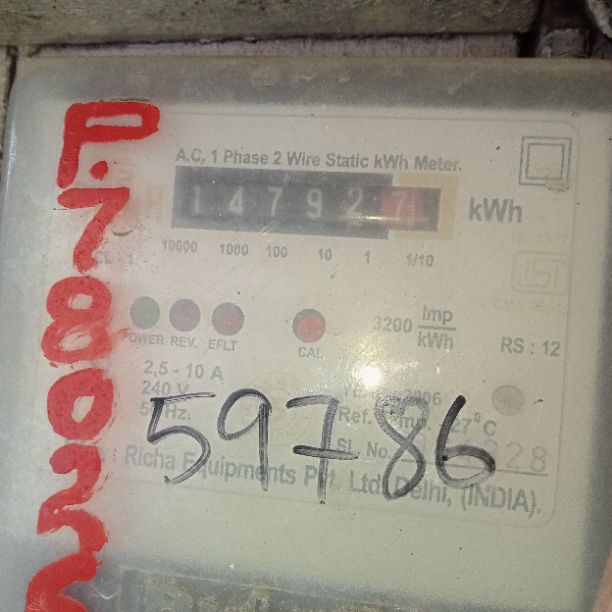 P.7802
A.C, 1 Phase 2 Wire Static kWh Meter.
1 4 7 9 2 7 kWh
10000 1000 100 10 1 1/10
POWER REV. EFLT CAL
3200 Imp/kWh
RS : 12
2,5 - 10 A
240 V
Hz.
59786
Ref. Temp. 27°C
SL No. 328
Richa Equipments Pvt. Ltd. Delhi, (INDIA).